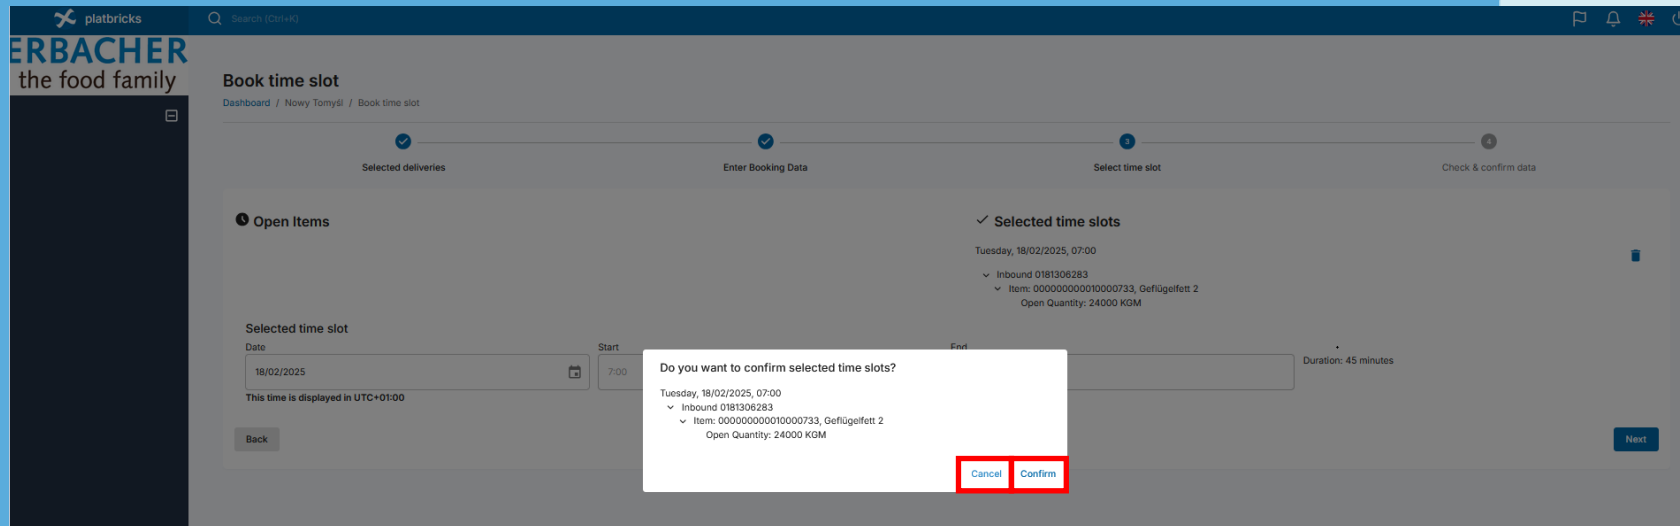 platbricks
Search (Ctrl+K)
ERBACHER
the food family
Book time slot
Dashboard / Nowy Tomyśl / Book time slot
Selected deliveries
Enter Booking Data
3
Select time slot
4
Check & confirm data
Open Items
Selected time slots
Tuesday, 18/02/2025, 07:00
Inbound 0181306283
Item: 000000000010000733, Geflügelfett 2
Open Quantity: 24000 KGM
Selected time slot
Date
Start
End
18/02/2025
7:00
Duration: 45 minutes
This time is displayed in UTC+01:00
Do you want to confirm selected time slots?
Tuesday, 18/02/2025, 07:00
Inbound 0181306283
Item: 000000000010000733, Geflügelfett 2
Open Quantity: 24000 KGM
Cancel
Confirm
Back
Next